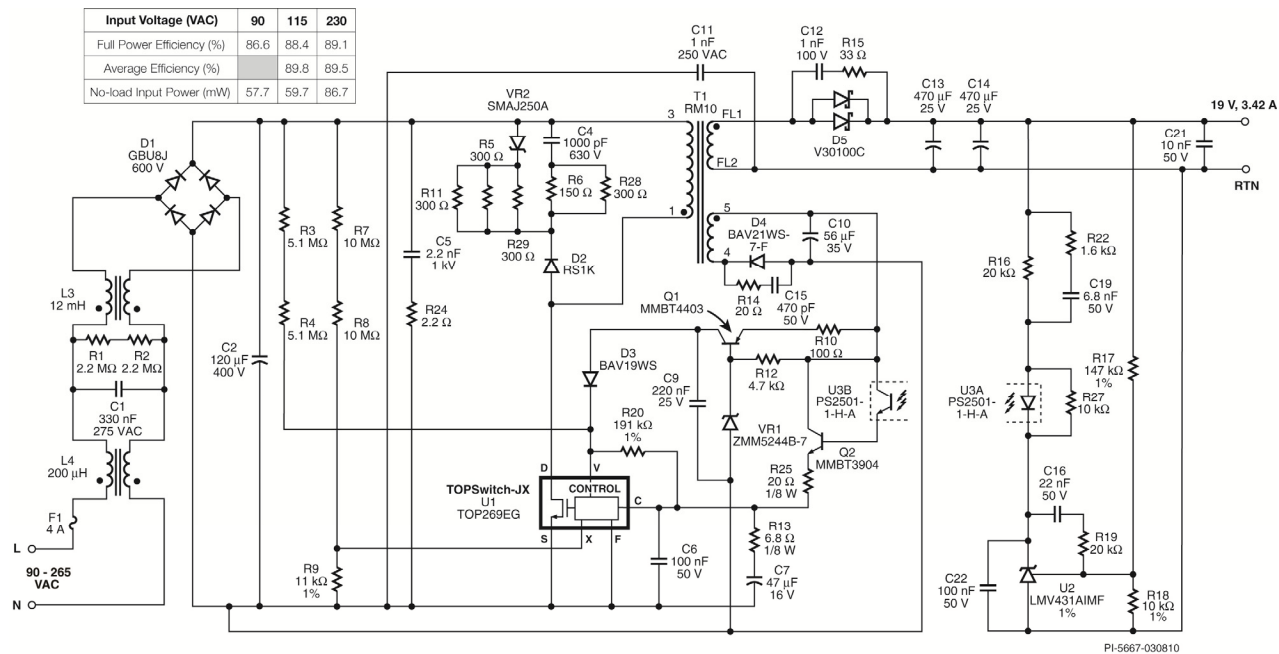 Input Voltage (VAC) 90 115 230
Full Power Efficiency (%) 86.6 88.4 89.1
Average Efficiency (%) 89.8 89.5
No-load Input Power (mW) 57.7 59.7 86.7
C11
1 nF
250 VAC
C12
1 nF
100 V
R15
33 Ω
VR2
SMAJ250A
T1
RM10
3
FL1
FL2
D5
V30100C
C13
470 µF
25 V
C14
470 µF
25 V
19 V, 3.42 A
C21
10 nF
50 V
RTN
D1
GBU8J
600 V
R5
300 Ω
C4
1000 pF
630 V
R11
300 Ω
R6
150 Ω
R28
300 Ω
R29
300 Ω
1
5
4
D4
BAV21WS-
7-F
C10
56 µF
35 V
R3
5.1 MΩ
R7
10 MΩ
C5
2.2 nF
1 kV
D2
RS1K
R14
20 Ω
C15
470 pF
50 V
R16
20 kΩ
R22
1.6 kΩ
C19
6.8 nF
50 V
L3
12 mH
R4
5.1 MΩ
R8
10 MΩ
R24
2.2 Ω
Q1
MMBT4403
R10
100 Ω
R1
2.2 MΩ
R2
2.2 MΩ
C2
120 µF
400 V
D3
BAV19WS
C9
220 nF
25 V
R12
4.7 kΩ
U3B
PS2501-
1-H-A
U3A
PS2501-
1-H-A
R17
147 kΩ
1%
R27
10 kΩ
C1
330 nF
275 VAC
R20
191 kΩ
1%
VR1
ZMM5244B-7
Q2
MMBT3904
L4
200 µH
R25
20 Ω
1/8 W
C16
22 nF
50 V
D
V
CONTROL
C
S
X
F
TOPSwitch-JX
U1
TOP269EG
F1
4 A
L
90 - 265
VAC
N
R9
11 kΩ
1%
C6
100 nF
50 V
R13
6.8 Ω
1/8 W
C7
47 µF
16 V
R19
20 kΩ
C22
100 nF
50 V
U2
LMV431AIMF
1%
R18
10 kΩ
1%
PI-5667-030810